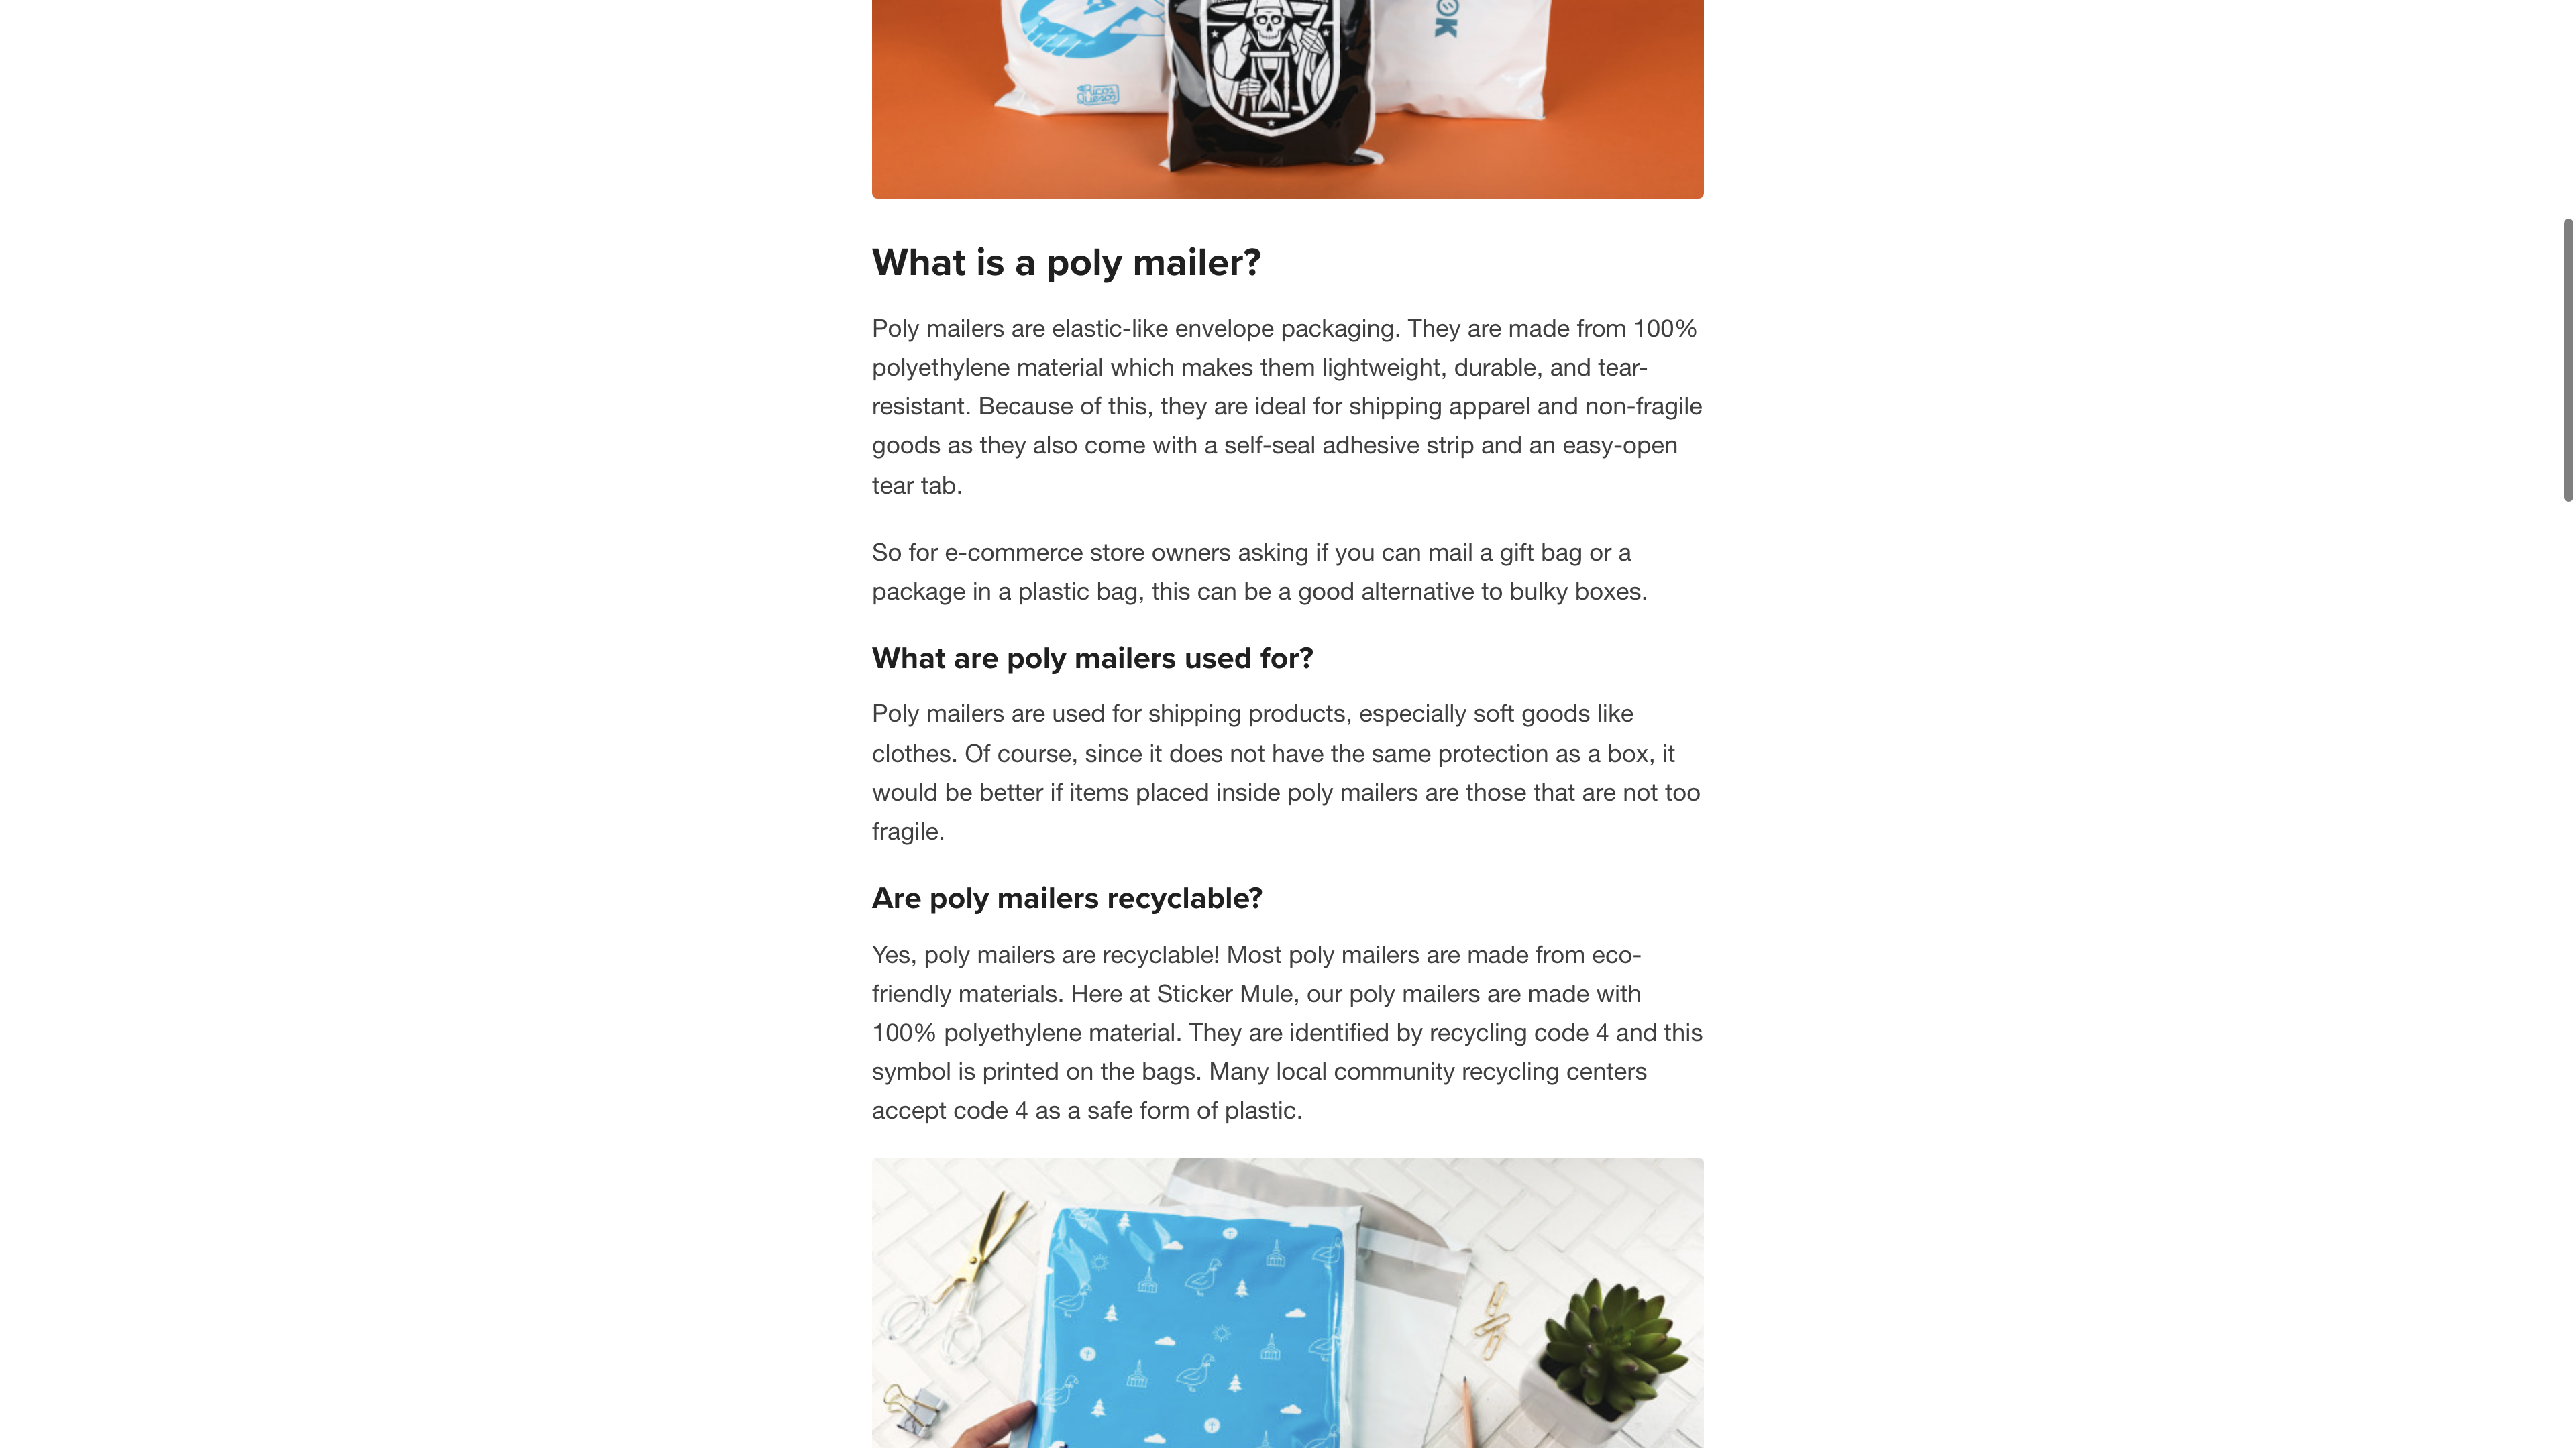 OK
What is a poly mailer?
Poly mailers are elastic-like envelope packaging. They are made from 100%
polyethylene material which makes them lightweight, durable, and tear-
resistant. Because of this, they are ideal for shipping apparel and non-fragile
goods as they also come with a self-seal adhesive strip and an easy-open
tear tab.
So for e-commerce store owners asking if you can mail a gift bag or a
package in a plastic bag, this can be a good alternative to bulky boxes.
What are poly mailers used for?
Poly mailers are used for shipping products, especially soft goods like
clothes. Of course, since it does not have the same protection as a box, it
would be better if items placed inside poly mailers are those that are not too
fragile.
Are poly mailers recyclable?
Yes, poly mailers are recyclable! Most poly mailers are made from eco-
friendly materials. Here at Sticker Mule, our poly mailers are made with
100% polyethylene material. They are identified by recycling code 4 and this
symbol is printed on the bags. Many local community recycling centers
accept code 4 as a safe form of plastic.